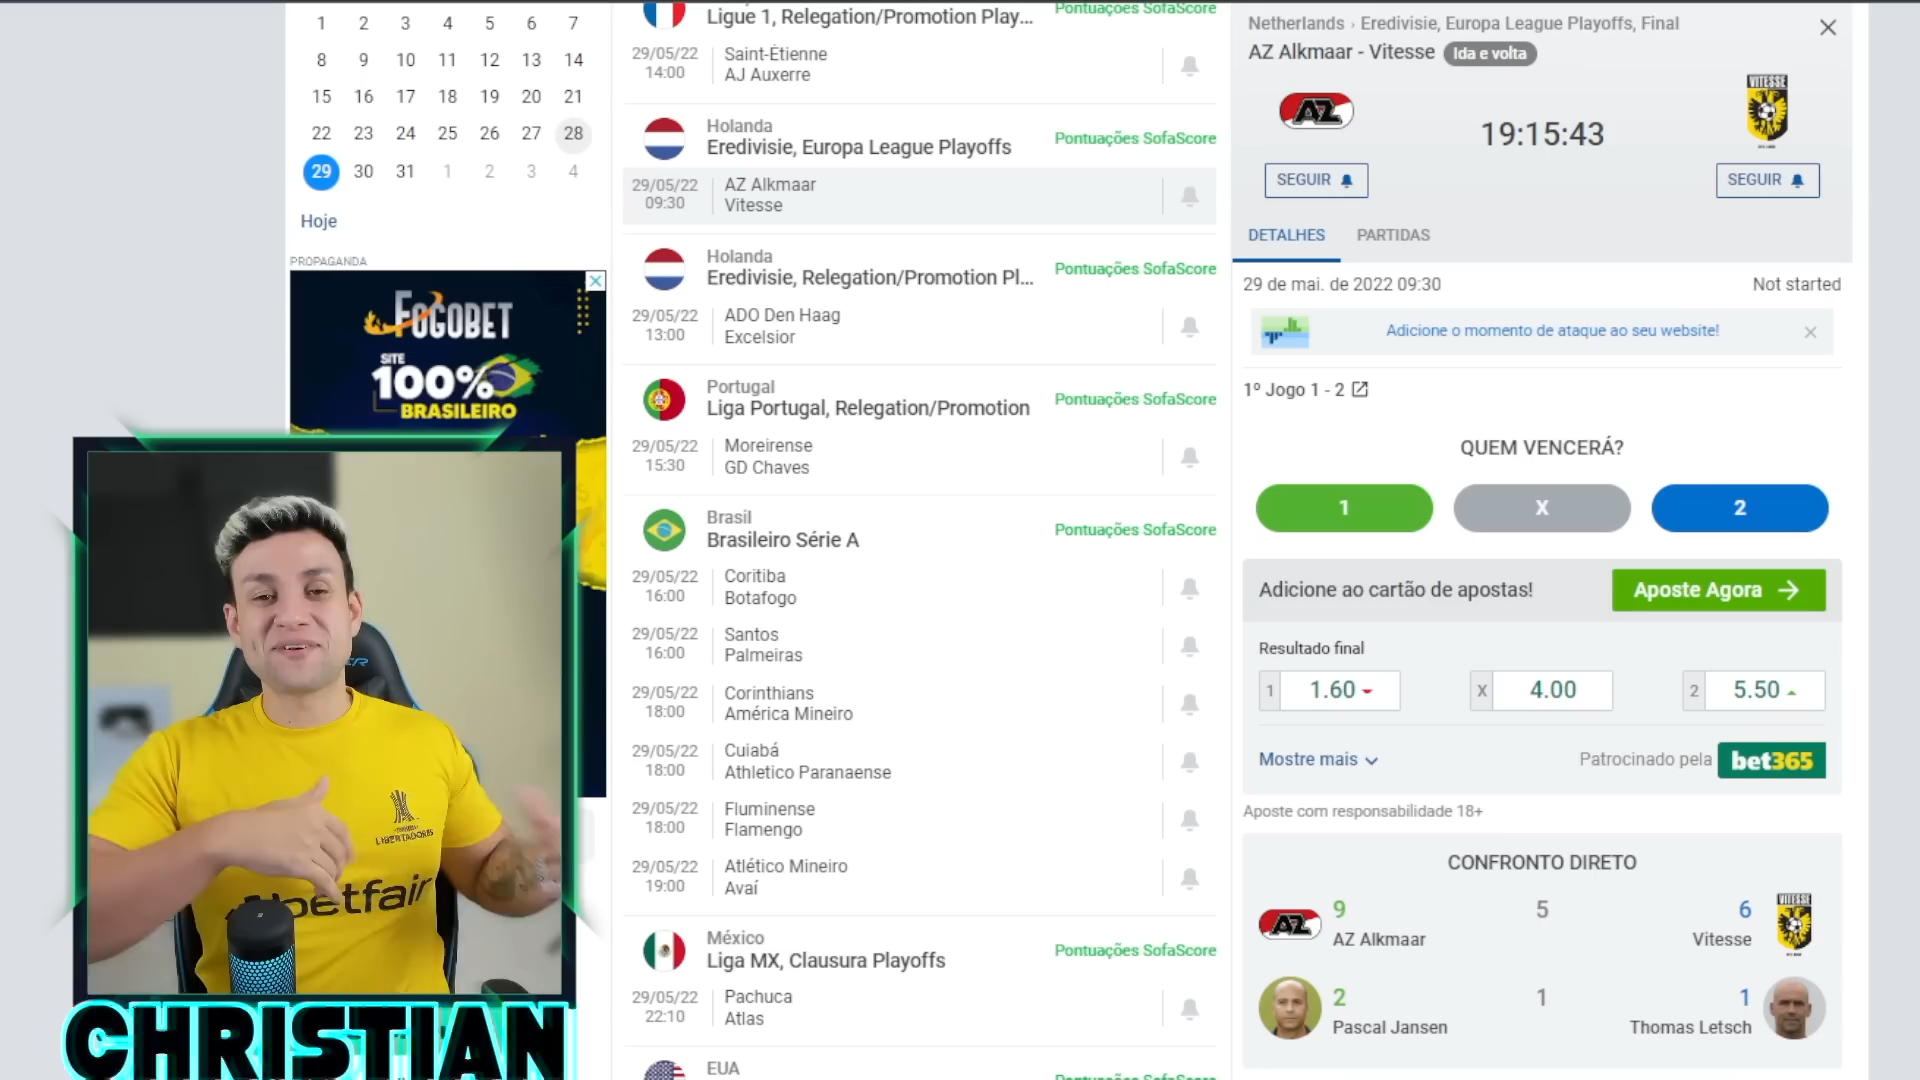 1 2 3 4 5 6 7
8 9 10 11 12 13 14
15 16 17 18 19 20 21
22 23 24 25 26 27 28
29 30 31 1 2 3 4
Hoje
PROPAGANDA
FOGOBET
SITE
100%
BRASILEIRO
LIBERTADORES
betfair
CHRISTIAN
Ligue 1, Relegation/Promotion Play...
Pontuações SofaScore
29/05/22 Saint-Étienne
14:00 AJ Auxerre
Holanda
Eredivisie, Europa League Playoffs
Pontuações SofaScore
29/05/22 AZ Alkmaar
09:30 Vitesse
Holanda
Eredivisie, Relegation/Promotion Pl...
Pontuações SofaScore
29/05/22 ADO Den Haag
13:00 Excelsior
Portugal
Liga Portugal, Relegation/Promotion
Pontuações SofaScore
29/05/22 Moreirense
15:30 GD Chaves
Brasil
Brasileiro Série A
Pontuações SofaScore
29/05/22 Coritiba
16:00 Botafogo
29/05/22 Santos
16:00 Palmeiras
29/05/22 Corinthians
18:00 América Mineiro
29/05/22 Cuiabá
18:00 Athletico Paranaense
29/05/22 Fluminense
18:00 Flamengo
29/05/22 Atlético Mineiro
19:00 Avaí
México
Liga MX, Clausura Playoffs
Pontuações SofaScore
29/05/22 Pachuca
22:10 Atlas
EUA
Pontuações SofaScore
Netherlands › Eredivisie, Europa League Playoffs, Final
AZ Alkmaar - Vitesse Ida e volta
AZ
VITESSE
19:15:43
SEGUIR
SEGUIR
DETALHES PARTIDAS
29 de mai. de 2022 09:30 Not started
Adicione o momento de ataque ao seu website!
1º Jogo 1 - 2
QUEM VENCERÁ?
1 X 2
Adicione ao cartão de apostas! Aposte Agora
Resultado final
1 1.60 X 4.00 2 5.50
Mostre mais Patrocinado pela bet365
Aposte com responsabilidade 18+
CONFRONTO DIRETO
AZ
9 5 6
VITESSE
AZ Alkmaar Vitesse
2 1 1
Pascal Jansen Thomas Letsch